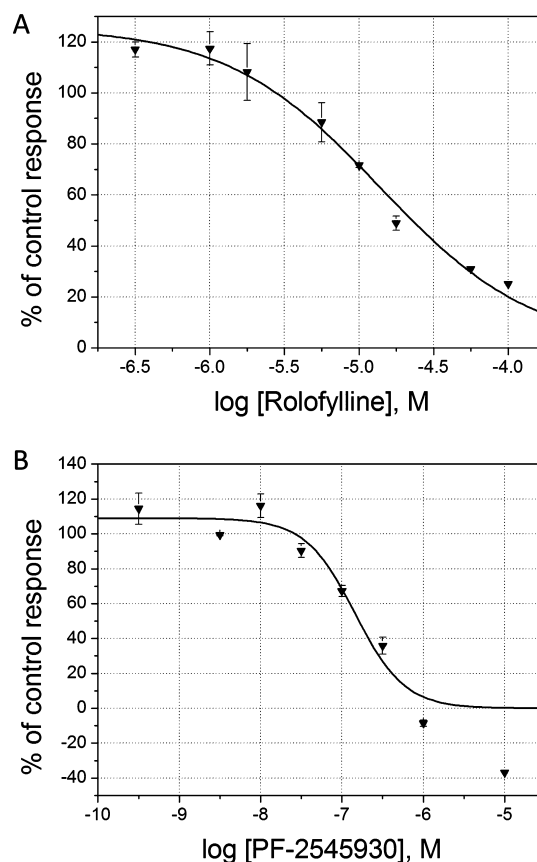 A
% of control response
120
100
80
60
40
20
0
-6.5 -6.0 -5.5 -5.0 -4.5 -4.0
log [Rolofylline], M
B
% of control response
140
120
100
80
60
40
20
0
-20
-40
-10 -9 -8 -7 -6 -5
log [PF-2545930], M